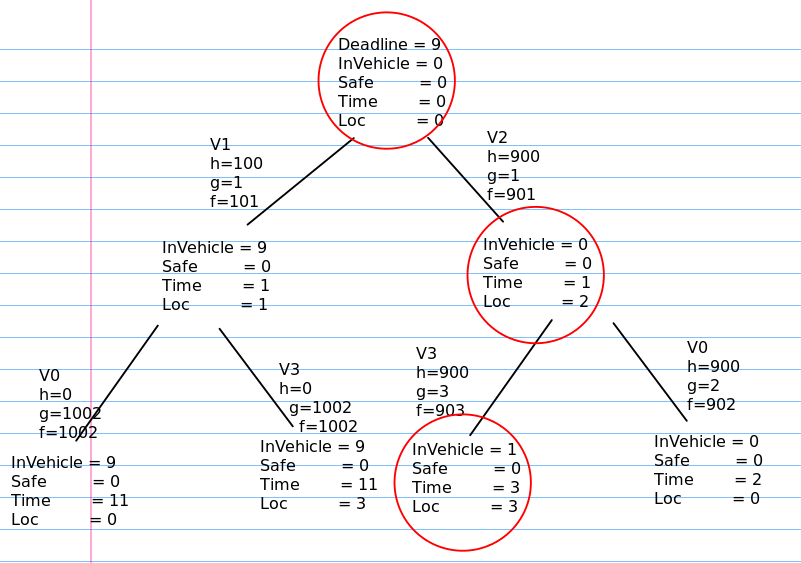 Deadline = 9
InVehicle = 0
Safe = 0
Time = 0
Loc = 0
V1
h=100
g=1
f=101
V2
h=900
g=1
f=901
InVehicle = 9
Safe = 0
Time = 1
Loc = 1
InVehicle = 0
Safe = 0
Time = 1
Loc = 2
V0
h=0
g=1002
f=1002
V3
h=0
g=1002
f=1002
V3
h=900
g=3
f=903
V0
h=900
g=2
f=902
InVehicle = 9
Safe = 0
Time = 11
Loc = 0
InVehicle = 9
Safe = 0
Time = 11
Loc = 3
InVehicle = 1
Safe = 0
Time = 3
Loc = 3
InVehicle = 0
Safe = 0
Time = 2
Loc = 0